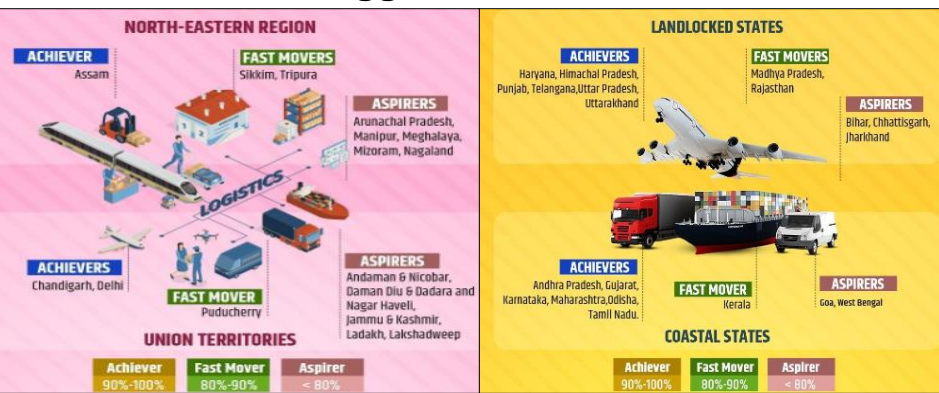 NORTH-EASTERN REGION
ACHIEVER
Assam
FAST MOVERS
Sikkim, Tripura
ASPIRERS
Arunachal Pradesh,
Manipur, Meghalaya,
Mizoram, Nagaland
LOGISTICS
ACHIEVERS
Chandigarh, Delhi
FAST MOVER
Puducherry
ASPIRERS
Andaman & Nicobar,
Daman Diu & Dadara and
Nagar Haveli,
Jammu & Kashmir,
Ladakh, Lakshadweep
UNION TERRITORIES
Achiever
90%-100%
Fast Mover
80%-90%
Aspirer
< 80%
LANDLOCKED STATES
ACHIEVERS
Haryana, Himachal Pradesh,
Punjab, Telangana,Uttar Pradesh,
Uttarakhand
FAST MOVERS
Madhya Pradesh,
Rajasthan
ASPIRERS
Bihar, Chhattisgarh,
Jharkhand
ACHIEVERS
Andhra Pradesh, Gujarat,
Karnataka, Maharashtra,Odisha,
Tamil Nadu.
FAST MOVER
Kerala
ASPIRERS
Goa, West Bengal
COASTAL STATES
Achiever
90%-100%
Fast Mover
80%-90%
Aspirer
< 80%